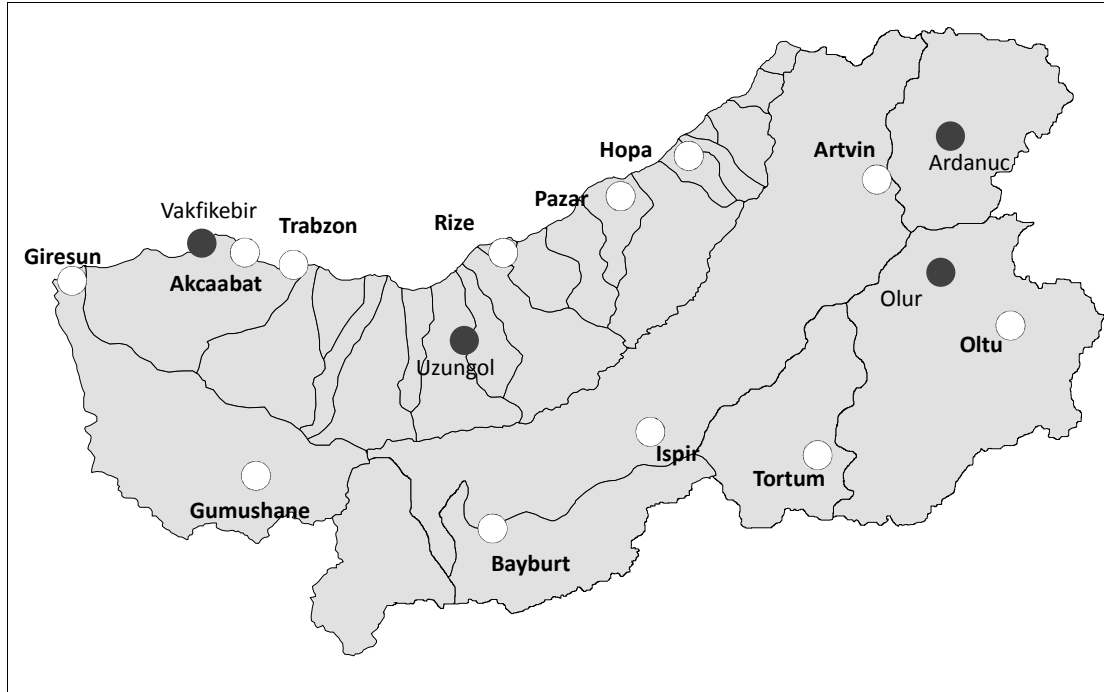 Hopa
Artvin
Ardanuc
Pazar
Vakfikebir
Trabzon
Rize
Giresun
Akcaabat
Olur
Oltu
Uzungol
Ispir
Tortum
Gumushane
Bayburt